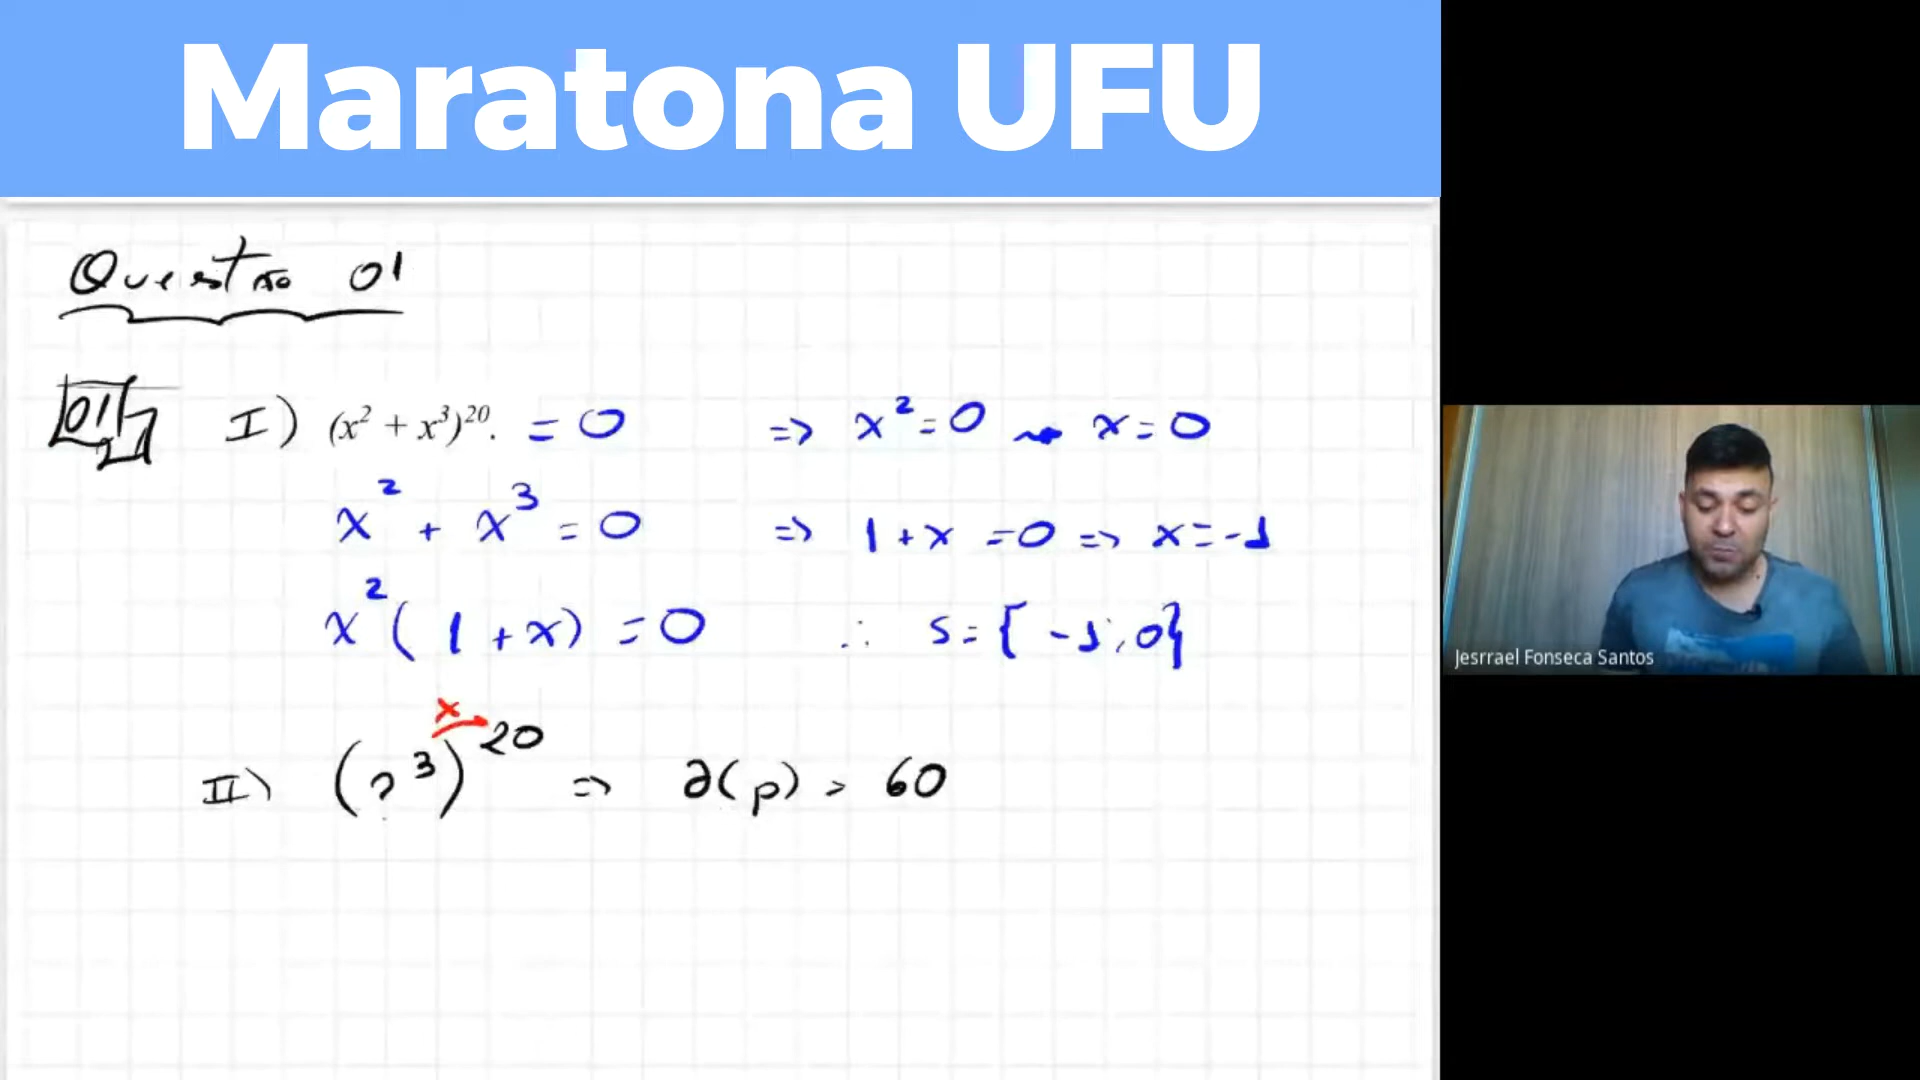 Maratona UFU
Questão 01
01 I) (x² + x³)²⁰. = 0 => x² = 0 → x = 0
x² + x³ = 0 => 1 + x = 0 => x = -1
x² ( 1 + x) = 0 ∴ S = { -1, 0}
x
II) (?³)²⁰ => ∂(p) = 60
Jesrrael Fonseca Santos